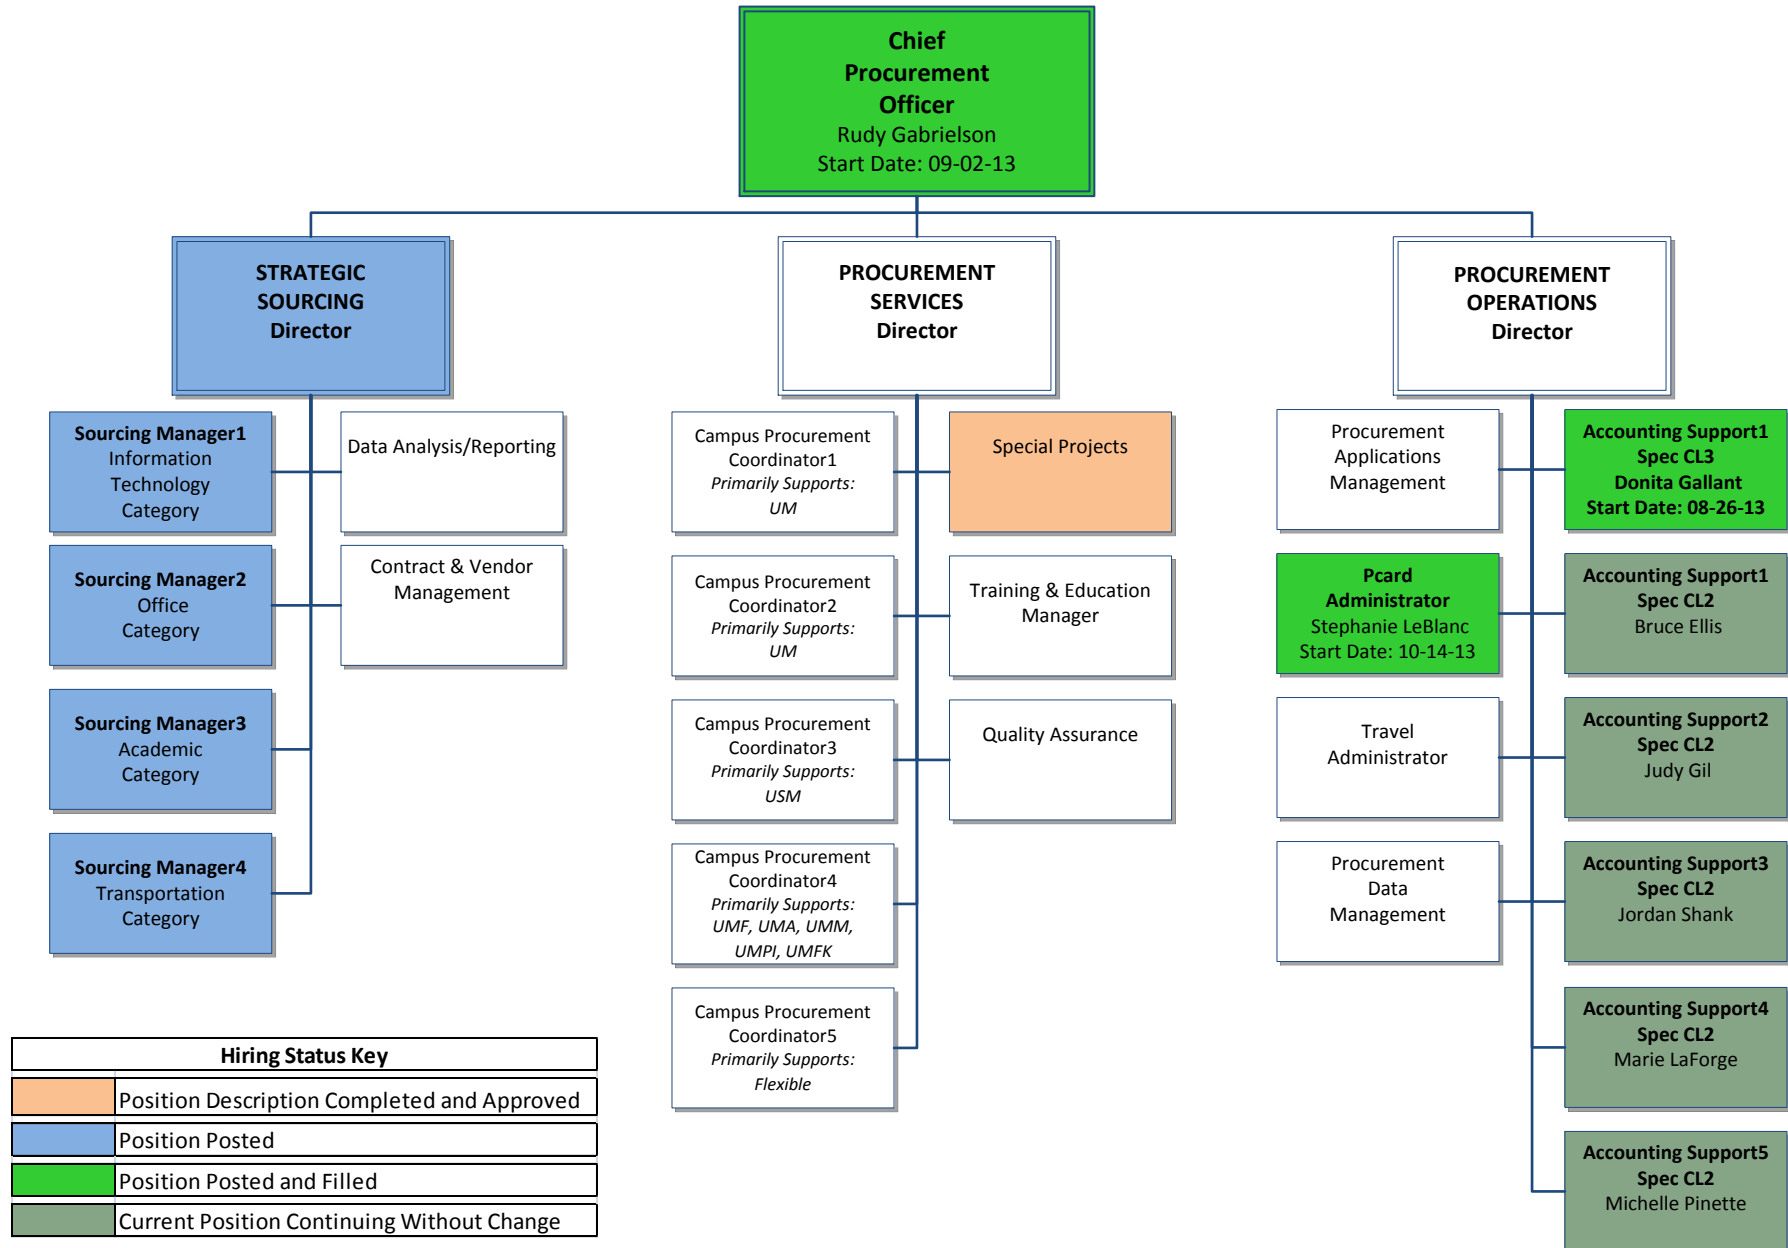 Chief
Procurement
Officer
Rudy Gabrielson
Start Date: 09-02-13
STRATEGIC
SOURCING
Director
PROCUREMENT
SERVICES
Director
PROCUREMENT
OPERATIONS
Director
Sourcing Manager1
Information
Technology
Category
Data Analysis/Reporting
Sourcing Manager2
Office
Category
Contract & Vendor
Management
Sourcing Manager3
Academic
Category
Sourcing Manager4
Transportation
Category
Campus Procurement
Coordinator1
Primarily Supports:
UM
Special Projects
Campus Procurement
Coordinator2
Primarily Supports:
UM
Training & Education
Manager
Campus Procurement
Coordinator3
Primarily Supports:
USM
Quality Assurance
Campus Procurement
Coordinator4
Primarily Supports:
UMF, UMA, UMM,
UMPI, UMFK
Campus Procurement
Coordinator5
Primarily Supports:
Flexible
Procurement
Applications
Management
Accounting Support1
Spec CL3
Donita Gallant
Start Date: 08-26-13
Pcard
Administrator
Stephanie LeBlanc
Start Date: 10-14-13
Accounting Support1
Spec CL2
Bruce Ellis
Travel
Administrator
Accounting Support2
Spec CL2
Judy Gil
Procurement
Data
Management
Accounting Support3
Spec CL2
Jordan Shank
Accounting Support4
Spec CL2
Marie LaForge
Accounting Support5
Spec CL2
Michelle Pinette
Hiring Status Key
Position Description Completed and Approved
Position Posted
Position Posted and Filled
Current Position Continuing Without Change